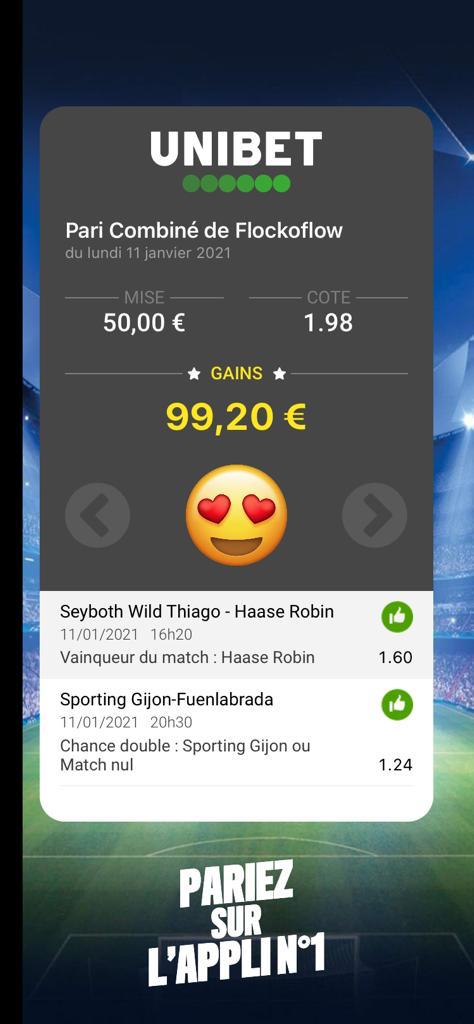 UNIBET
Pari Combiné de Flockoflow
du lundi 11 janvier 2021
MISE
50,00 €
COTE
1.98
GAINS
99,20 €
Seyboth Wild Thiago - Haase Robin
11/01/2021 16h20
Vainqueur du match : Haase Robin
1.60
Sporting Gijon-Fuenlabrada
11/01/2021 20h30
Chance double : Sporting Gijon ou
Match nul
1.24
PARIEZ
SUR
L'APPLI N°1